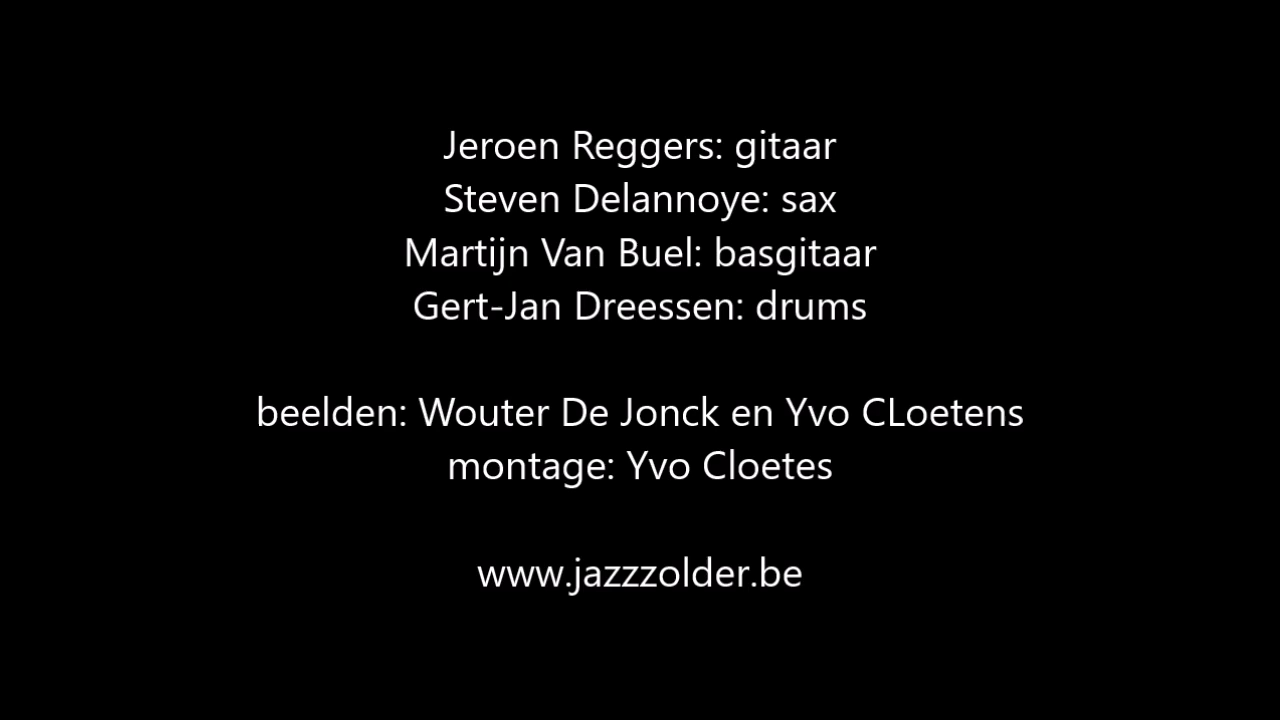 Jeroen Reggers: gitaar
Steven Delannoye: sax
Martijn Van Buel: basgitaar
Gert-Jan Dreessen: drums
beelden: Wouter De Jonck en Yvo CLoetens
montage: Yvo Cloetes
www.jazzzolder.be